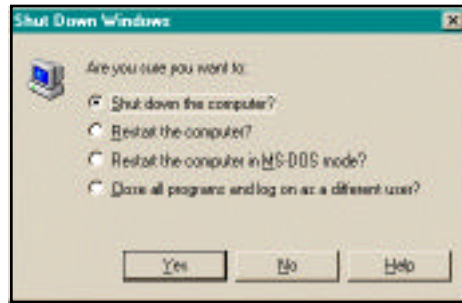 Shut Down Windows
Are you sure you want to:
Shut down the computer?
Restart the computer?
Restart the computer in MS-DOS mode?
Close all programs and log on as a different user?
Yes No Help